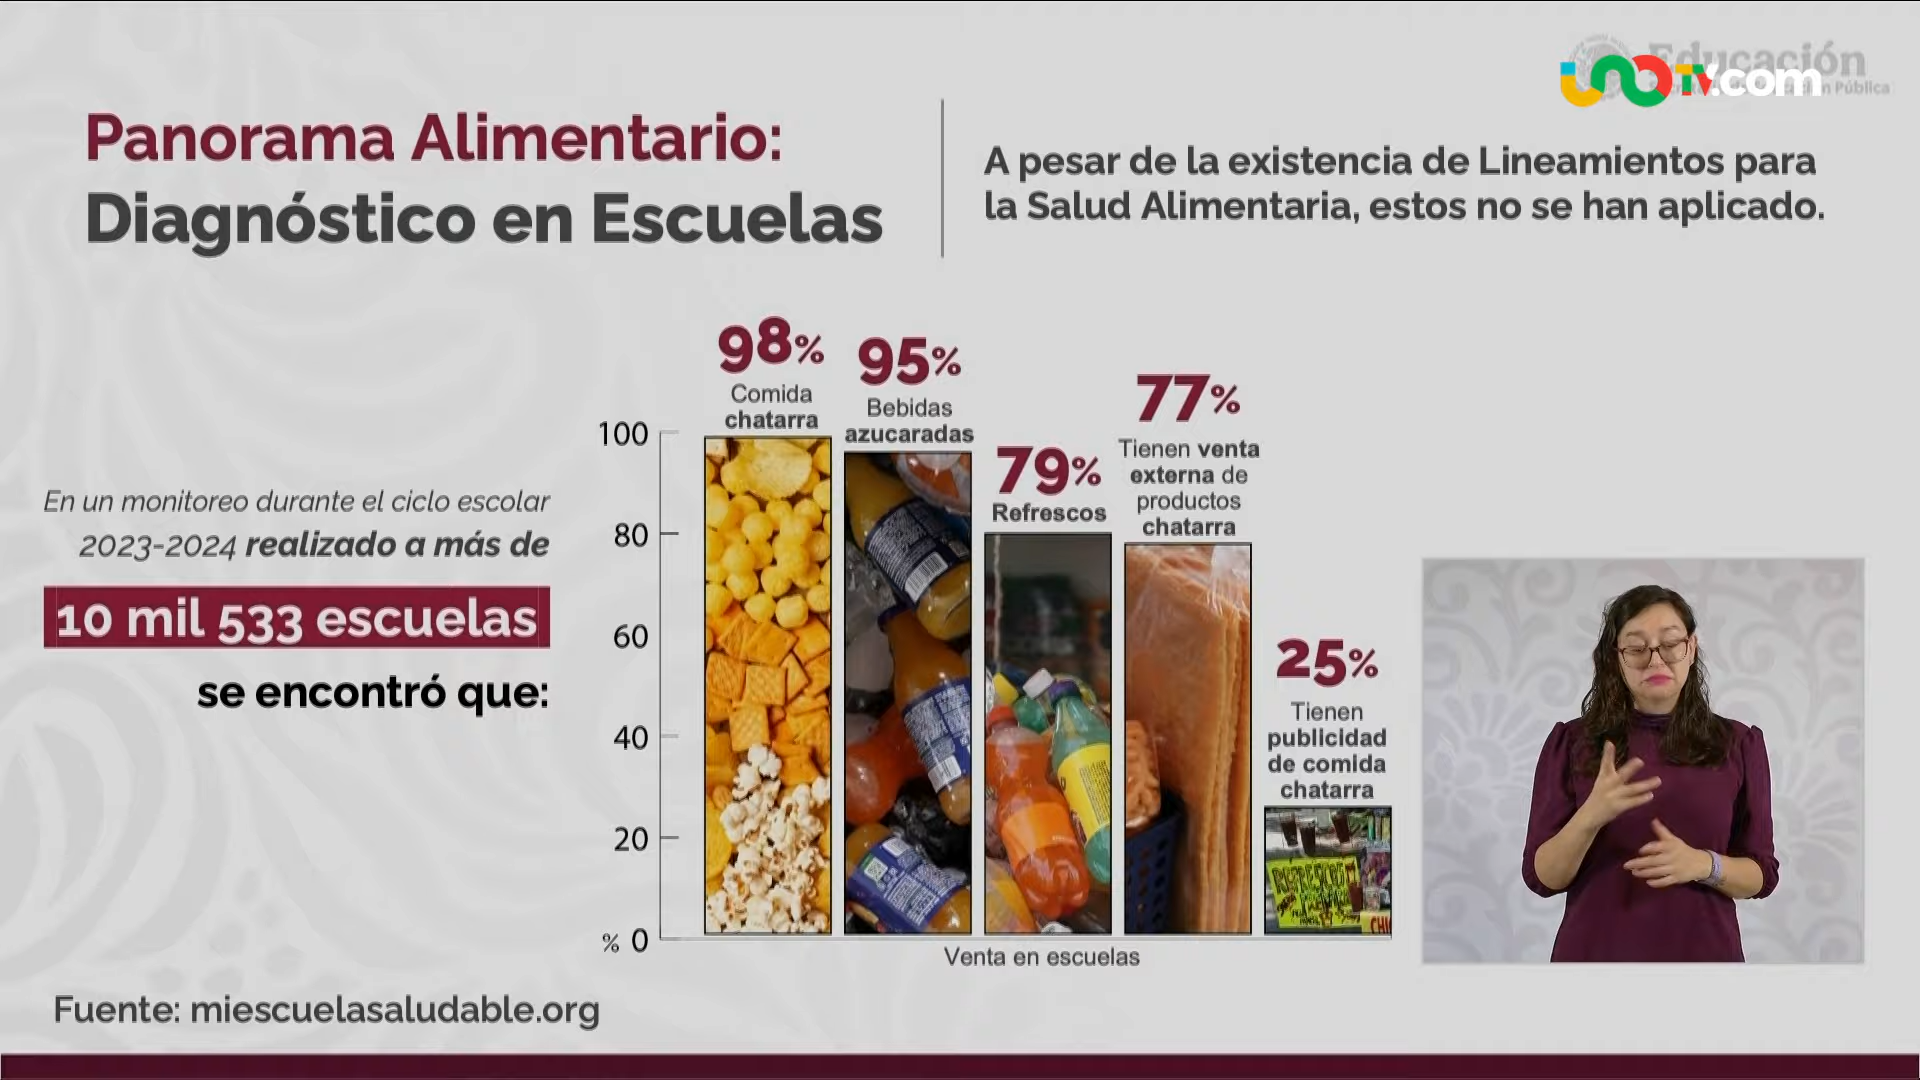 Educación
unoTV.com
n Pública
Panorama Alimentario:
Diagnóstico en Escuelas
A pesar de la existencia de Lineamientos para
la Salud Alimentaria, estos no se han aplicado.
En un monitoreo durante el ciclo escolar
2023-2024 realizado a más de
10 mil 533 escuelas
se encontró que:
98%
Comida
chatarra
95%
Bebidas
azucaradas
79%
Refrescos
77%
Tienen venta
externa de
productos
chatarra
25%
Tienen
publicidad
de comida
chatarra
100
80
60
40
20
% 0
Venta en escuelas
Fuente: miescuelasaludable.org